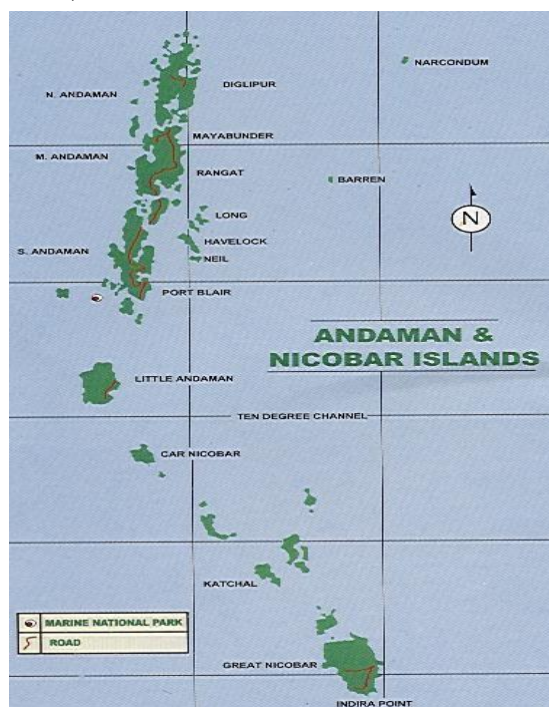 NARCONDUM
DIGLIPUR
N. ANDAMAN
MAYABUNDER
M. ANDAMAN
RANGAT
BARREN
LONG
N
HAVELOCK
S. ANDAMAN
NEIL
PORT BLAIR
ANDAMAN &
NICOBAR ISLANDS
LITTLE ANDAMAN
TEN DEGREE CHANNEL
CAR NICOBAR
KATCHAL
MARINE NATIONAL PARK
ROAD
GREAT NICOBAR
INDIRA POINT